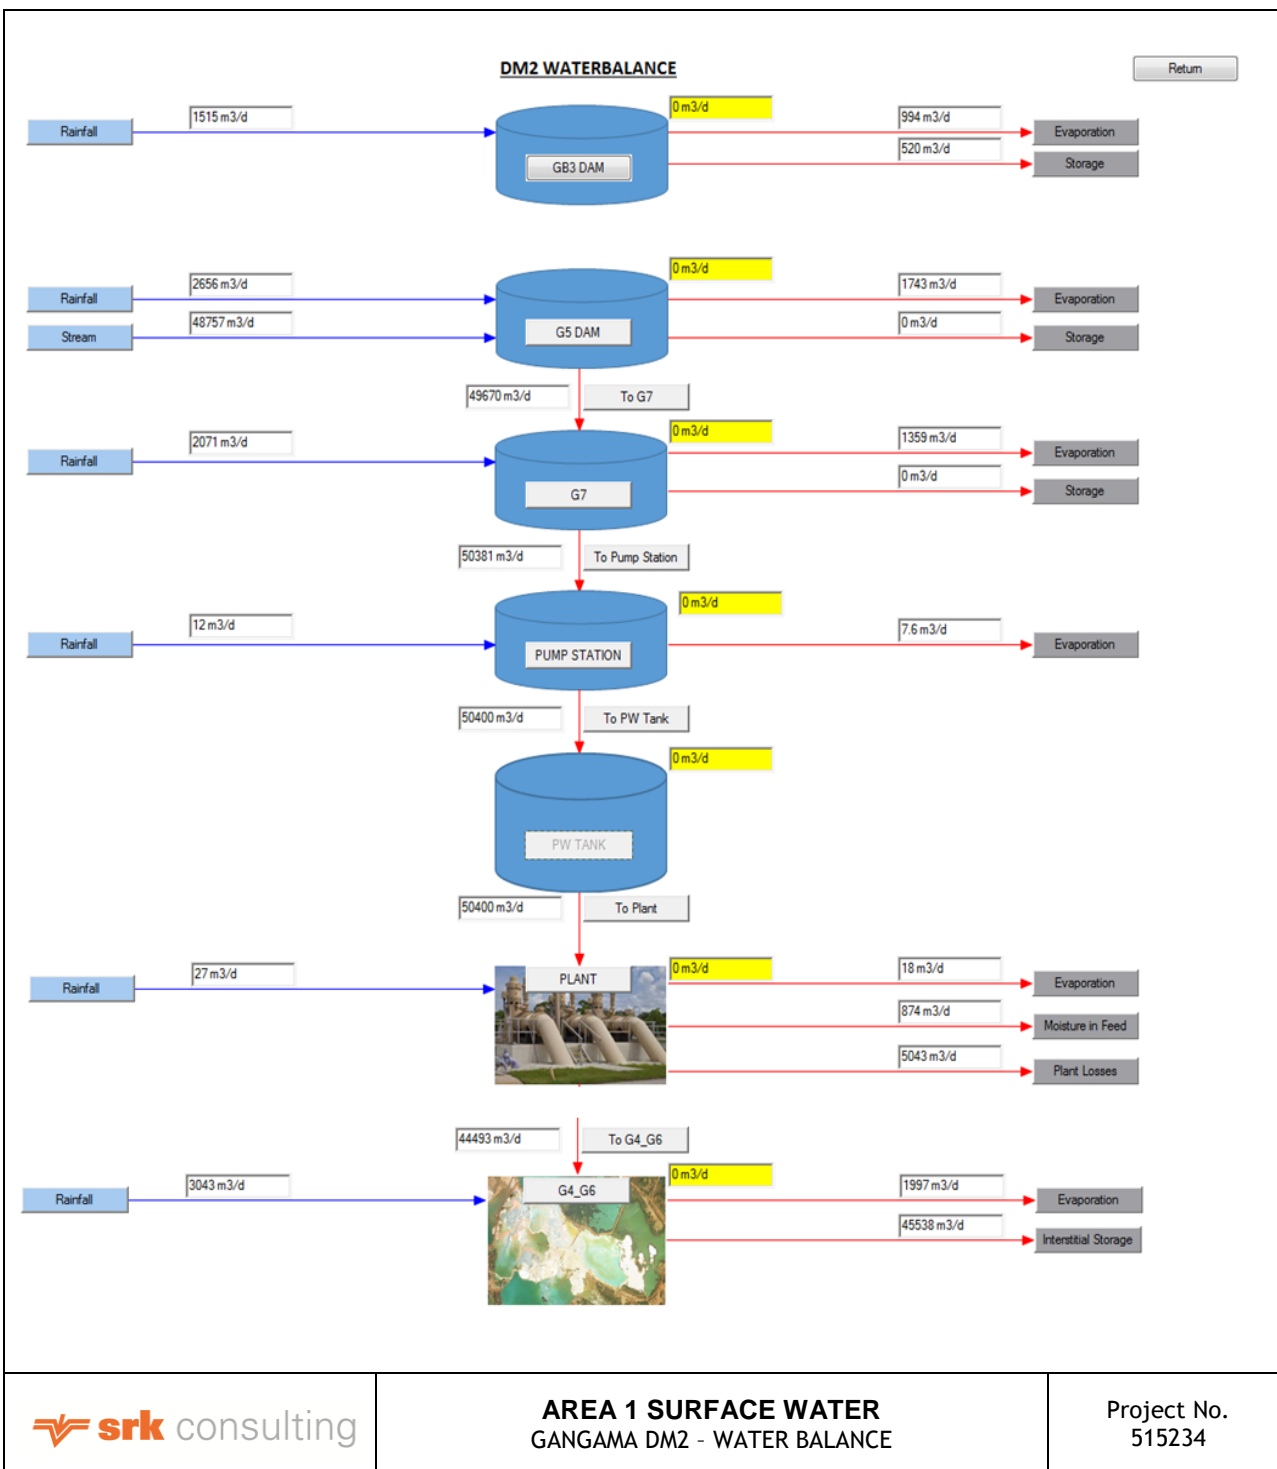 DM2 WATERBALANCE
Return
0 m3/d
1515 m3/d
994 m3/d
Rainfall
Evaporation
520 m3/d
GB3 DAM
Storage
0 m3/d
2656 m3/d
1743 m3/d
Rainfall
Evaporation
48757 m3/d
0 m3/d
Stream
G5 DAM
Storage
49670 m3/d
To G7
0 m3/d
2071 m3/d
1359 m3/d
Rainfall
Evaporation
0 m3/d
G7
Storage
50381 m3/d
To Pump Station
0 m3/d
12 m3/d
7.6 m3/d
Rainfall
PUMP STATION
Evaporation
50400 m3/d
To PW Tank
0 m3/d
PW TANK
50400 m3/d
To Plant
27 m3/d
0 m3/d
18 m3/d
Rainfall
PLANT
Evaporation
874 m3/d
Moisture in Feed
5043 m3/d
Plant Losses
44493 m3/d
To G4_G6
0 m3/d
3043 m3/d
1997 m3/d
Rainfall
G4_G6
Evaporation
45538 m3/d
Interstitial Storage
srk consulting
AREA 1 SURFACE WATER
GANGAMA DM2 – WATER BALANCE
Project No.
515234